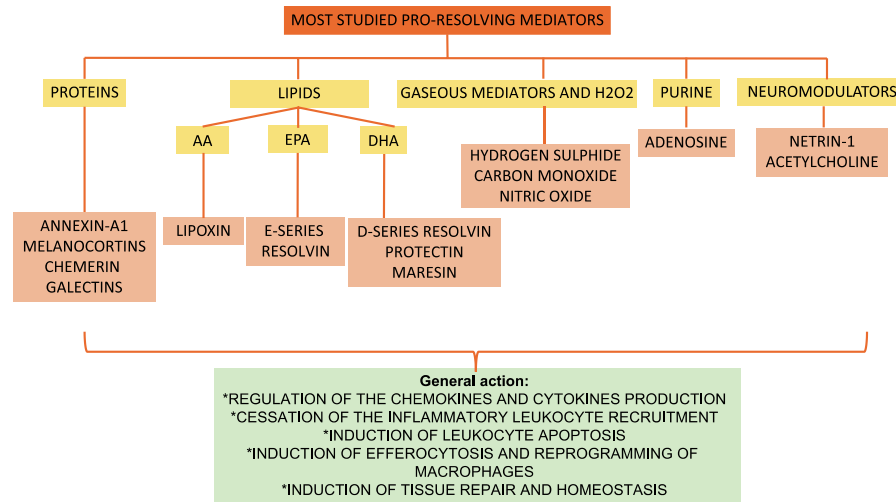 MOST STUDIED PRO-RESOLVING MEDIATORS
PROTEINS
LIPIDS
GASEOUS MEDIATORS AND H2O2
PURINE
NEUROMODULATORS
AA
EPA
DHA
HYDROGEN SULPHIDE
CARBON MONOXIDE
NITRIC OXIDE
ADENOSINE
NETRIN-1
ACETYLCHOLINE
ANNEXIN-A1
MELANOCORTINS
CHEMERIN
GALECTINS
LIPOXIN
E-SERIES
RESOLVIN
D-SERIES RESOLVIN
PROTECTIN
MARESIN
General action:
*REGULATION OF THE CHEMOKINES AND CYTOKINES PRODUCTION
*CESSATION OF THE INFLAMMATORY LEUKOCYTE RECRUITMENT
*INDUCTION OF LEUKOCYTE APOPTOSIS
*INDUCTION OF EFFEROCYTOSIS AND REPROGRAMMING OF
MACROPHAGES
*INDUCTION OF TISSUE REPAIR AND HOMEOSTASIS